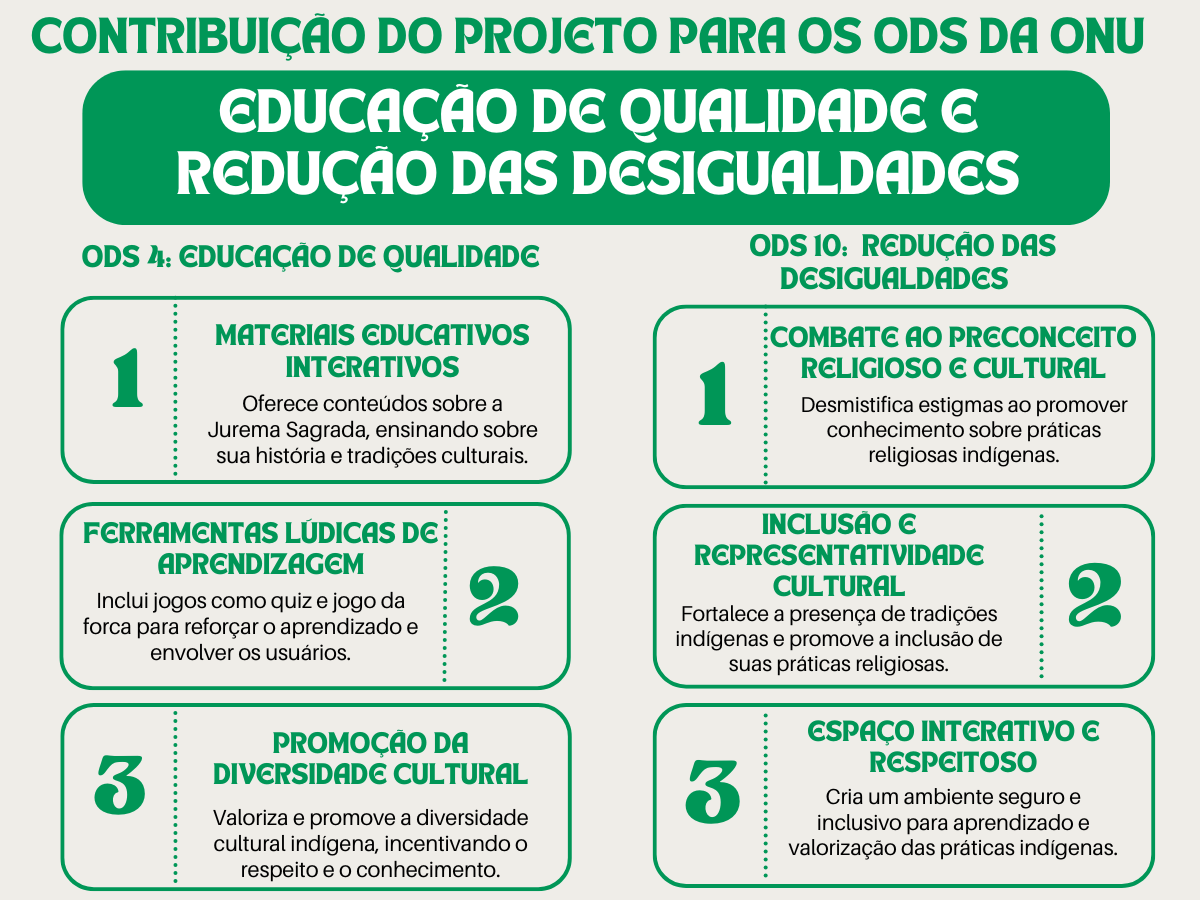 CONTRIBUIÇÃO DO PROJETO PARA OS ODS DA ONU
EDUCAÇÃO DE QUALIDADE E
REDUÇÃO DAS DESIGUALDADES
ODS 4: EDUCAÇÃO DE QUALIDADE
1
MATERIAIS EDUCATIVOS
INTERATIVOS
Oferece conteúdos sobre a
Jurema Sagrada, ensinando sobre
sua história e tradições culturais.
FERRAMENTAS LÚDICAS DE
APRENDIZAGEM
Inclui jogos como quiz e jogo da
forca para reforçar o aprendizado e
envolver os usuários.
2
3
PROMOÇÃO DA
DIVERSIDADE CULTURAL
Valoriza e promove a diversidade
cultural indígena, incentivando o
respeito e o conhecimento.
ODS 10: REDUÇÃO DAS
DESIGUALDADES
1
COMBATE AO PRECONCEITO
RELIGIOSO E CULTURAL
Desmistifica estigmas ao promover
conhecimento sobre práticas
religiosas indígenas.
INCLUSÃO E
REPRESENTATIVIDADE
CULTURAL
Fortalece a presença de tradições
indígenas e promove a inclusão de
suas práticas religiosas.
2
3
ESPAÇO INTERATIVO E
RESPEITOSO
Cria um ambiente seguro e
inclusivo para aprendizado e
valorização das práticas indígenas.